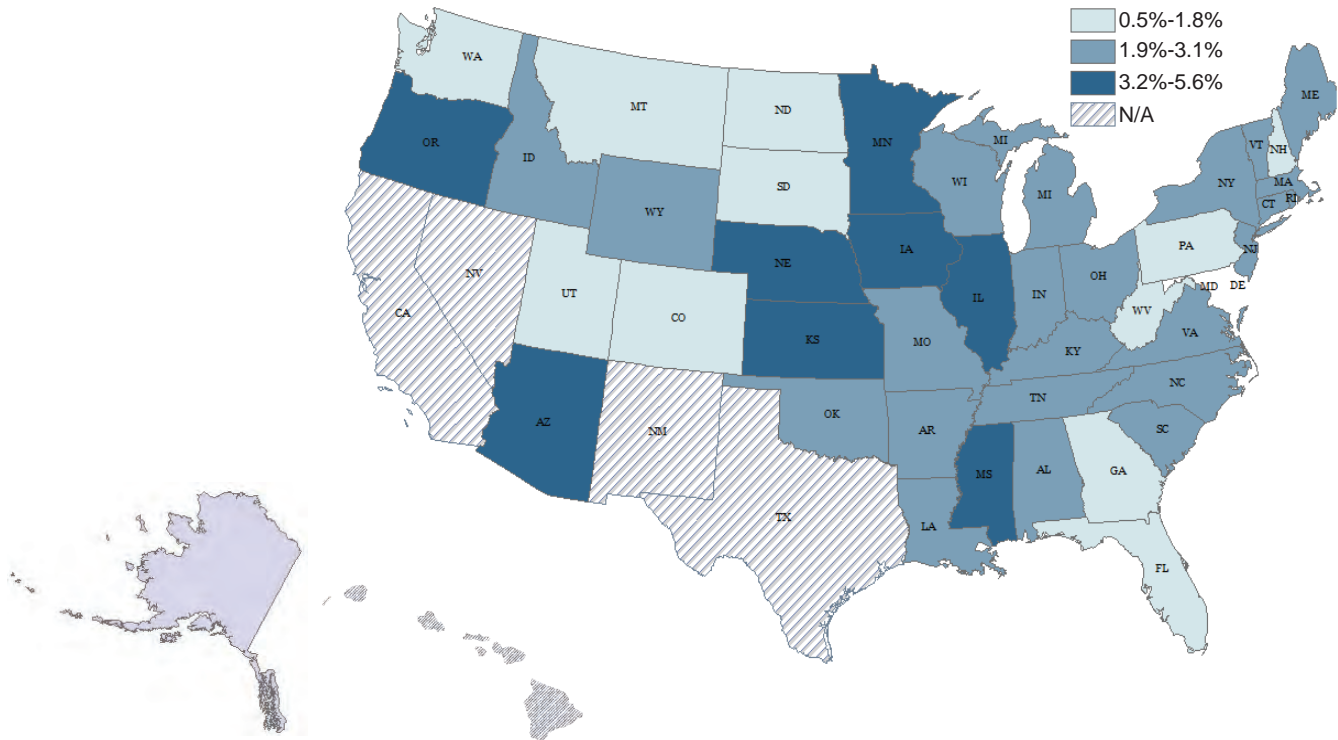 0.5%-1.8%
1.9%-3.1%
3.2%-5.6%
N/A
WA
MT
ND
MN
ME
OR
ID
MI
VT
NH
WI
MI
NY
MA
SD
WY
CT
RI
PA
NJ
IA
NE
NV
OH
MD
DE
UT
IN
IL
WV
CA
CO
VA
KS
MO
KY
NC
TN
OK
AZ
NM
AR
SC
MS
AL
GA
TX
LA
FL